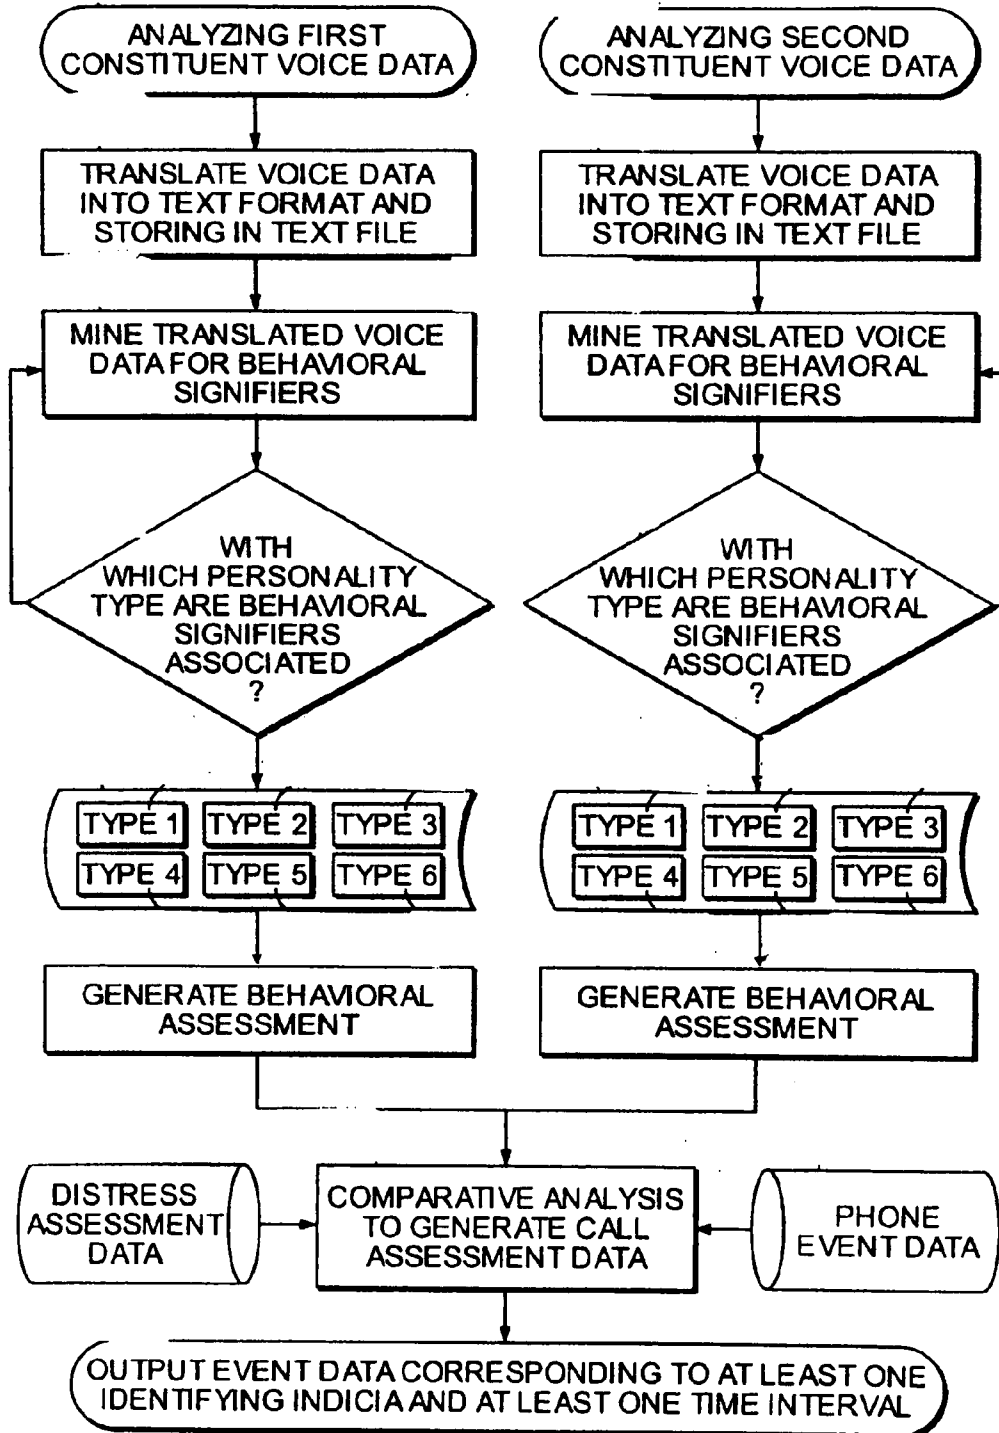 ANALYZING FIRST
CONSTITUENT VOICE DATA
TRANSLATE VOICE DATA
INTO TEXT FORMAT AND
STORING IN TEXT FILE
MINE TRANSLATED VOICE
DATA FOR BEHAVIORAL
SIGNIFIERS
WITH
WHICH PERSONALITY
TYPE ARE BEHAVIORAL
SIGNIFIERS
ASSOCIATED
?
TYPE 1 TYPE 2 TYPE 3
TYPE 4 TYPE 5 TYPE 6
GENERATE BEHAVIORAL
ASSESSMENT
ANALYZING SECOND
CONSTITUENT VOICE DATA
TRANSLATE VOICE DATA
INTO TEXT FORMAT AND
STORING IN TEXT FILE
MINE TRANSLATED VOICE
DATA FOR BEHAVIORAL
SIGNIFIERS
WITH
WHICH PERSONALITY
TYPE ARE BEHAVIORAL
SIGNIFIERS
ASSOCIATED
?
TYPE 1 TYPE 2 TYPE 3
TYPE 4 TYPE 5 TYPE 6
GENERATE BEHAVIORAL
ASSESSMENT
DISTRESS
ASSESSMENT
DATA
COMPARATIVE ANALYSIS
TO GENERATE CALL
ASSESSMENT DATA
PHONE
EVENT DATA
OUTPUT EVENT DATA CORRESPONDING TO AT LEAST ONE
IDENTIFYING INDICIA AND AT LEAST ONE TIME INTERVAL